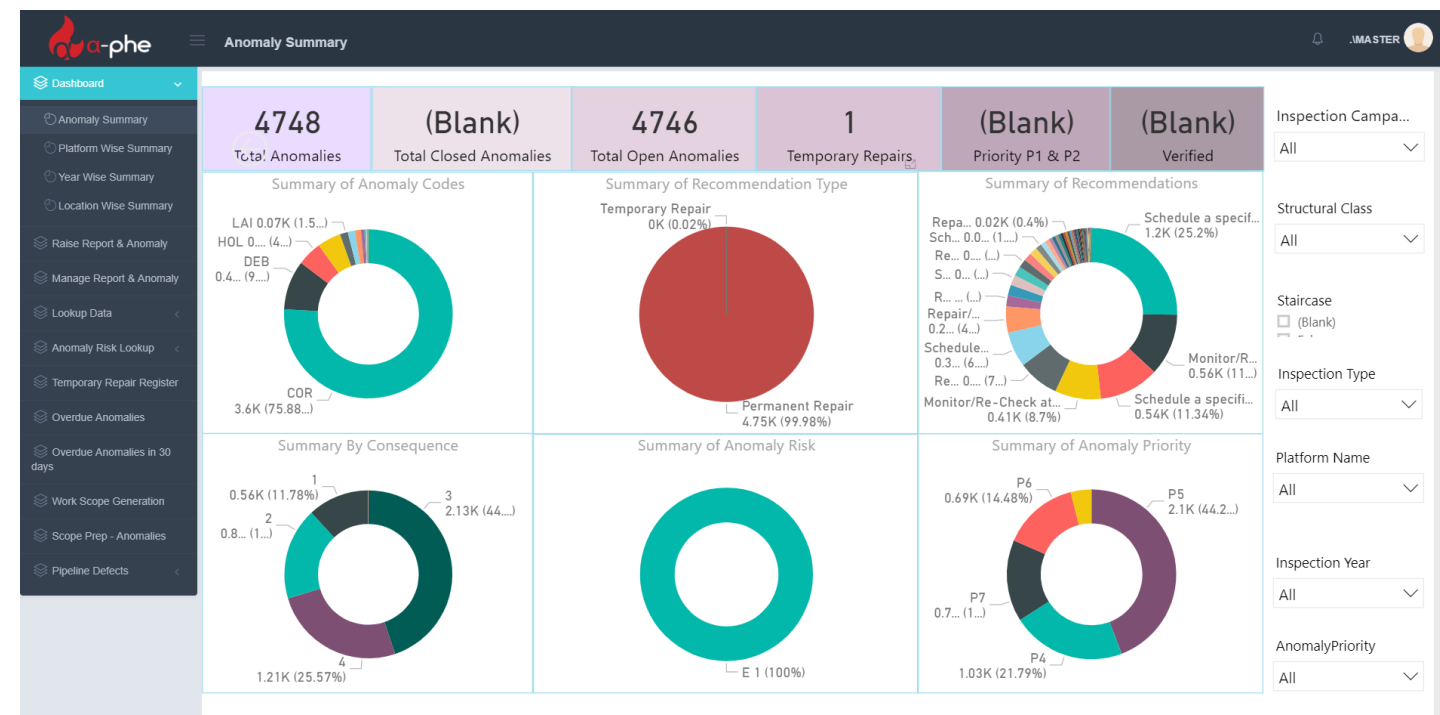 α-phe
Anomaly Summary
.\MASTER
Dashboard
Anomaly Summary
Platform Wise Summary
Year Wise Summary
Location Wise Summary
Raise Report & Anomaly
Manage Report & Anomaly
Lookup Data
Anomaly Risk Lookup
Temporary Repair Register
Overdue Anomalies
Overdue Anomalies in 30
days
Work Scope Generation
Scope Prep - Anomalies
Pipeline Defects
4748
Total Anomalies
(Blank)
Total Closed Anomalies
4746
Total Open Anomalies
1
Temporary Repairs
(Blank)
Priority P1 & P2
(Blank)
Verified
Summary of Anomaly Codes
LAI 0.07K (1.5...)
HOL 0.... (4...)
DEB
0.4... (9....)
COR
3.6K (75.88...)
Summary of Recommendation Type
Temporary Repair
0K (0.02%)
Permanent Repair
4.75K (99.98%)
Summary of Recommendations
Repa... 0.02K (0.4%)
Sch... 0.0... (1....)
Re... 0.... (...)
S... 0... (...)
R... ... (...)
Repair/...
0.2... (4...)
Schedule...
0.3... (6....)
Re... 0.... (7...)
Monitor/Re-Check at...
0.41K (8.7%)
Schedule a specif...
1.2K (25.2%)
Monitor/R...
0.56K (11...)
Schedule a specifi...
0.54K (11.34%)
Summary By Consequence
1
0.56K (11.78%)
2
0.8... (1...)
3
2.13K (44....)
4
1.21K (25.57%)
Summary of Anomaly Risk
E 1 (100%)
Summary of Anomaly Priority
P6
0.69K (14.48%)
P5
2.1K (44.2...)
P7
0.7... (1...)
P4
1.03K (21.79%)
Inspection Campa...
All
Structural Class
All
Staircase
(Blank)
Inspection Type
All
Platform Name
All
Inspection Year
All
AnomalyPriority
All